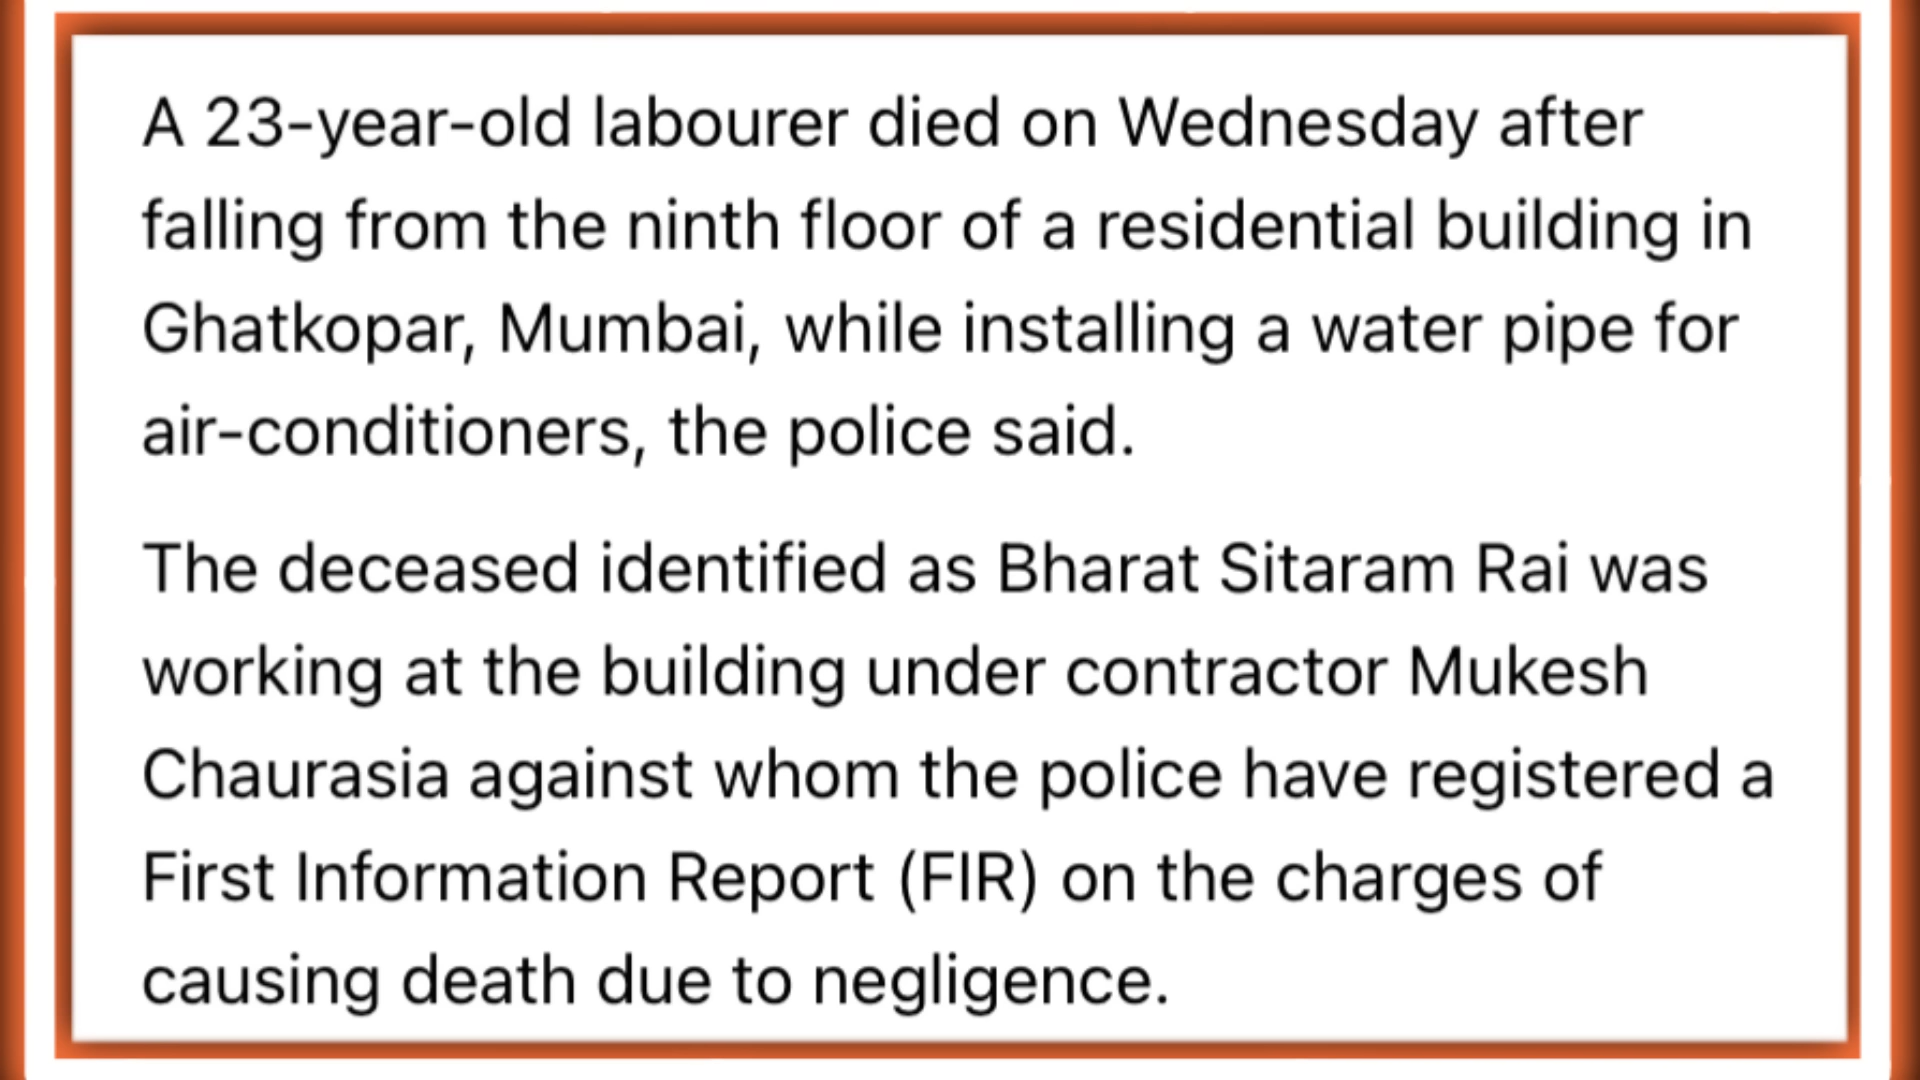 A 23-year-old labourer died on Wednesday after
falling from the ninth floor of a residential building in
Ghatkopar, Mumbai, while installing a water pipe for
air-conditioners, the police said.
The deceased identified as Bharat Sitaram Rai was
working at the building under contractor Mukesh
Chaurasia against whom the police have registered a
First Information Report (FIR) on the charges of
causing death due to negligence.